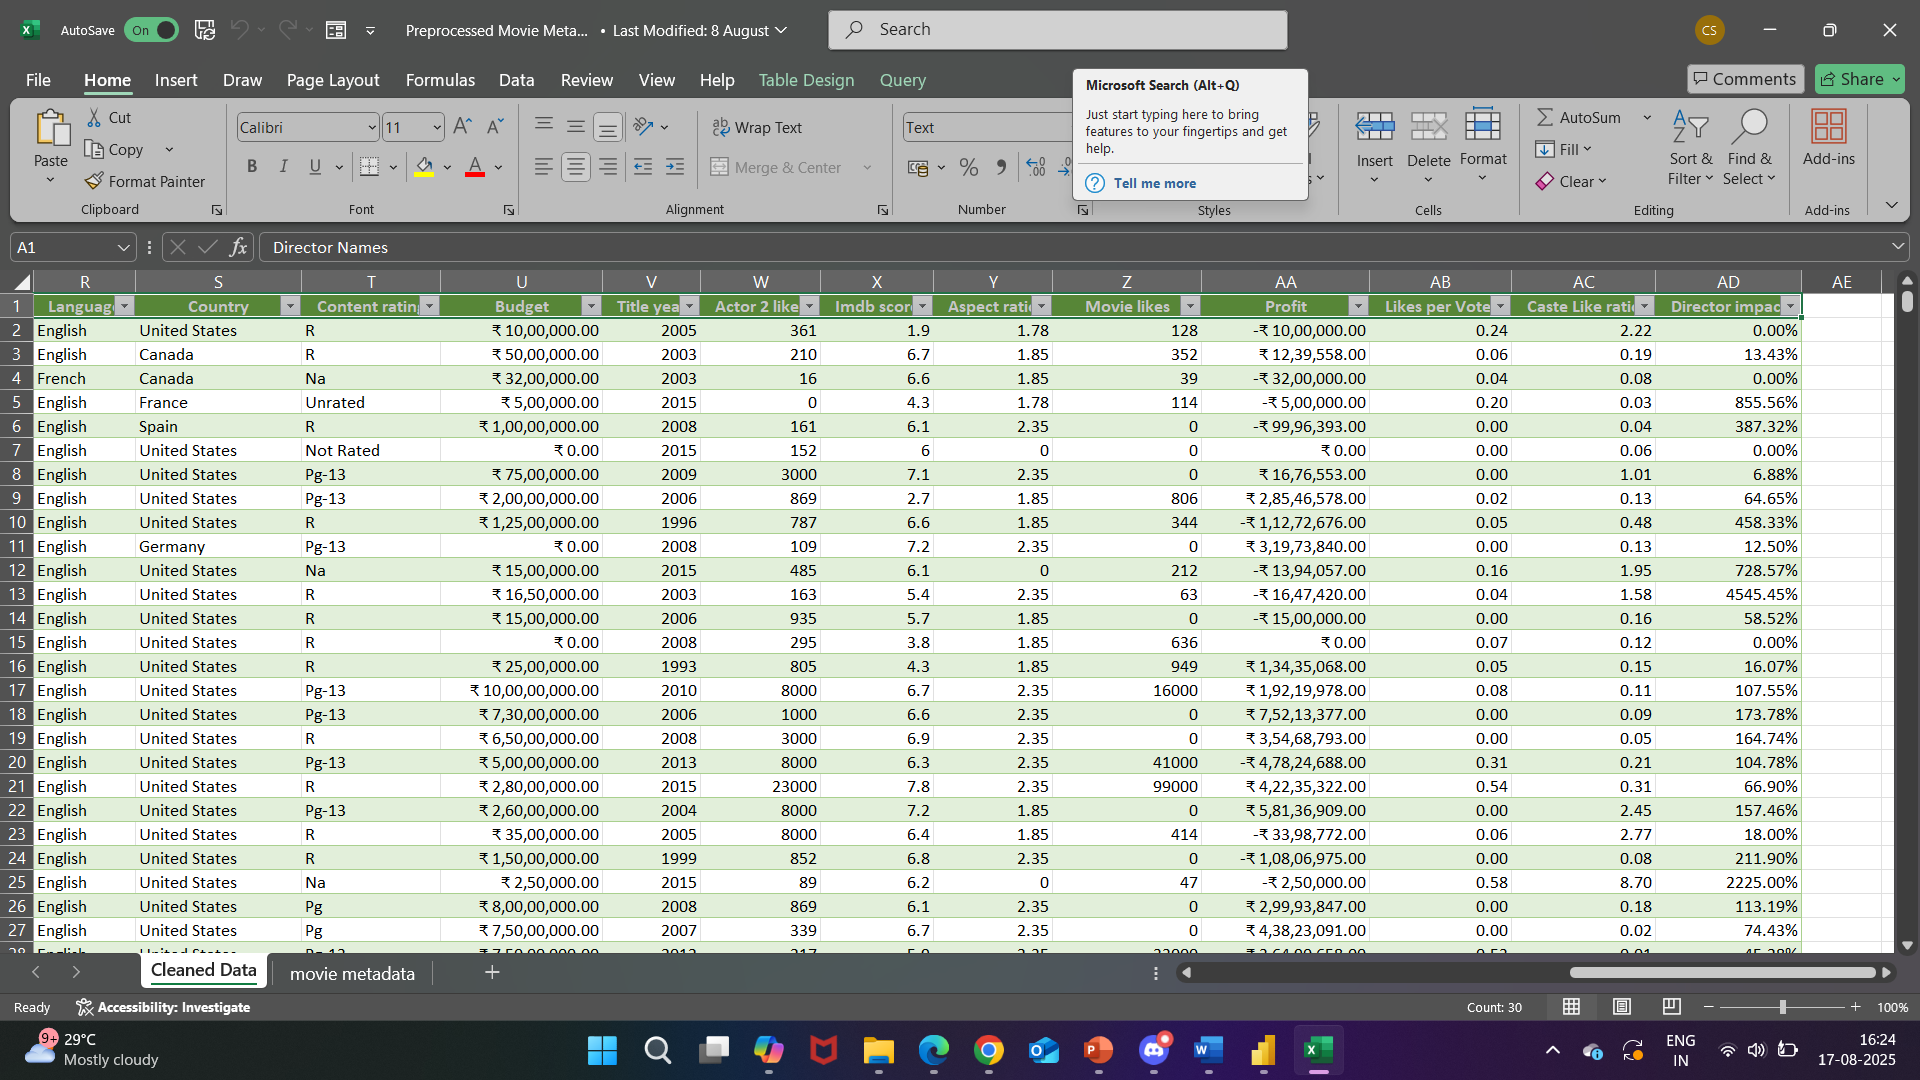 AutoSave On Preprocessed Movie Meta... • Last Modified: 8 August Search CS
File Home Insert Draw Page Layout Formulas Data Review View Help Table Design Query Comments Share
Paste Cut Copy Format Painter Clipboard
Calibri 11 B I U A Font
Wrap Text Merge & Center Alignment
Text % Number
Styles
Insert Delete Format Cells
AutoSum Fill Clear Sort & Filter Find & Select Editing
Add-ins Add-ins
Microsoft Search (Alt+Q)
Just start typing here to bring
features to your fingertips and get
help.
Tell me more
A1 fx Director Names
R S T U V W X Y Z AA AB AC AD AE
1 Languag Country Content ratin Budget Title yea Actor 2 like Imdb scor Aspect rati Movie likes Profit Likes per Vote Caste Like rati Director impac
2 English United States R ₹ 10,00,000.00 2005 361 1.9 1.78 128 -₹ 10,00,000.00 0.24 2.22 0.00%
3 English Canada R ₹ 50,00,000.00 2003 210 6.7 1.85 352 ₹ 12,39,558.00 0.06 0.19 13.43%
4 French Canada Na ₹ 32,00,000.00 2003 16 6.6 1.85 39 -₹ 32,00,000.00 0.04 0.08 0.00%
5 English France Unrated ₹ 5,00,000.00 2015 0 4.3 1.78 114 -₹ 5,00,000.00 0.20 0.03 855.56%
6 English Spain R ₹ 1,00,00,000.00 2008 161 6.1 2.35 0 -₹ 99,96,393.00 0.00 0.04 387.32%
7 English United States Not Rated ₹ 0.00 2015 152 6 0 0 ₹ 0.00 0.00 0.06 0.00%
8 English United States Pg-13 ₹ 75,00,000.00 2009 3000 7.1 2.35 0 ₹ 16,76,553.00 0.00 1.01 6.88%
9 English United States Pg-13 ₹ 2,00,00,000.00 2006 869 2.7 1.85 806 ₹ 2,85,46,578.00 0.02 0.13 64.65%
10 English United States R ₹ 1,25,00,000.00 1996 787 6.6 1.85 344 -₹ 1,12,72,676.00 0.05 0.48 458.33%
11 English Germany Pg-13 ₹ 0.00 2008 109 7.2 2.35 0 ₹ 3,19,73,840.00 0.00 0.13 12.50%
12 English United States Na ₹ 15,00,000.00 2015 485 6.1 0 212 -₹ 13,94,057.00 0.16 1.95 728.57%
13 English United States R ₹ 16,50,000.00 2003 163 5.4 2.35 63 -₹ 16,47,420.00 0.04 1.58 4545.45%
14 English United States R ₹ 15,00,000.00 2006 935 5.7 1.85 0 -₹ 15,00,000.00 0.00 0.16 58.52%
15 English United States R ₹ 0.00 2008 295 3.8 1.85 636 ₹ 0.00 0.07 0.12 0.00%
16 English United States R ₹ 25,00,000.00 1993 805 4.3 1.85 949 ₹ 1,34,35,068.00 0.05 0.15 16.07%
17 English United States Pg-13 ₹ 10,00,00,000.00 2010 8000 6.7 2.35 16000 ₹ 1,92,19,978.00 0.08 0.11 107.55%
18 English United States Pg-13 ₹ 7,30,00,000.00 2006 1000 6.6 2.35 0 ₹ 7,52,13,377.00 0.00 0.09 173.78%
19 English United States R ₹ 6,50,00,000.00 2008 3000 6.9 2.35 0 ₹ 3,54,68,793.00 0.00 0.05 164.74%
20 English United States Pg-13 ₹ 5,00,00,000.00 2013 8000 6.3 2.35 41000 -₹ 4,78,24,688.00 0.31 0.21 104.78%
21 English United States R ₹ 2,80,00,000.00 2015 23000 7.8 2.35 99000 ₹ 4,22,35,322.00 0.54 0.31 66.90%
22 English United States Pg-13 ₹ 2,60,00,000.00 2004 8000 7.2 1.85 0 ₹ 5,81,36,909.00 0.00 2.45 157.46%
23 English United States R ₹ 35,00,000.00 2005 8000 6.4 1.85 414 -₹ 33,98,772.00 0.06 2.77 18.00%
24 English United States R ₹ 1,50,00,000.00 1999 852 6.8 2.35 0 -₹ 1,08,06,975.00 0.00 0.08 211.90%
25 English United States Na ₹ 2,50,000.00 2015 89 6.2 0 47 -₹ 2,50,000.00 0.58 8.70 2225.00%
26 English United States Pg ₹ 8,00,00,000.00 2008 869 6.1 2.35 0 ₹ 2,99,93,847.00 0.00 0.18 113.19%
27 English United States Pg ₹ 7,50,00,000.00 2007 339 6.7 2.35 0 ₹ 4,38,23,091.00 0.00 0.02 74.43%
Cleaned Data movie metadata
Ready Accessibility: Investigate Count: 30 100%
9+ 29°C
Mostly cloudy
ENG
IN
16:24
17-08-2025